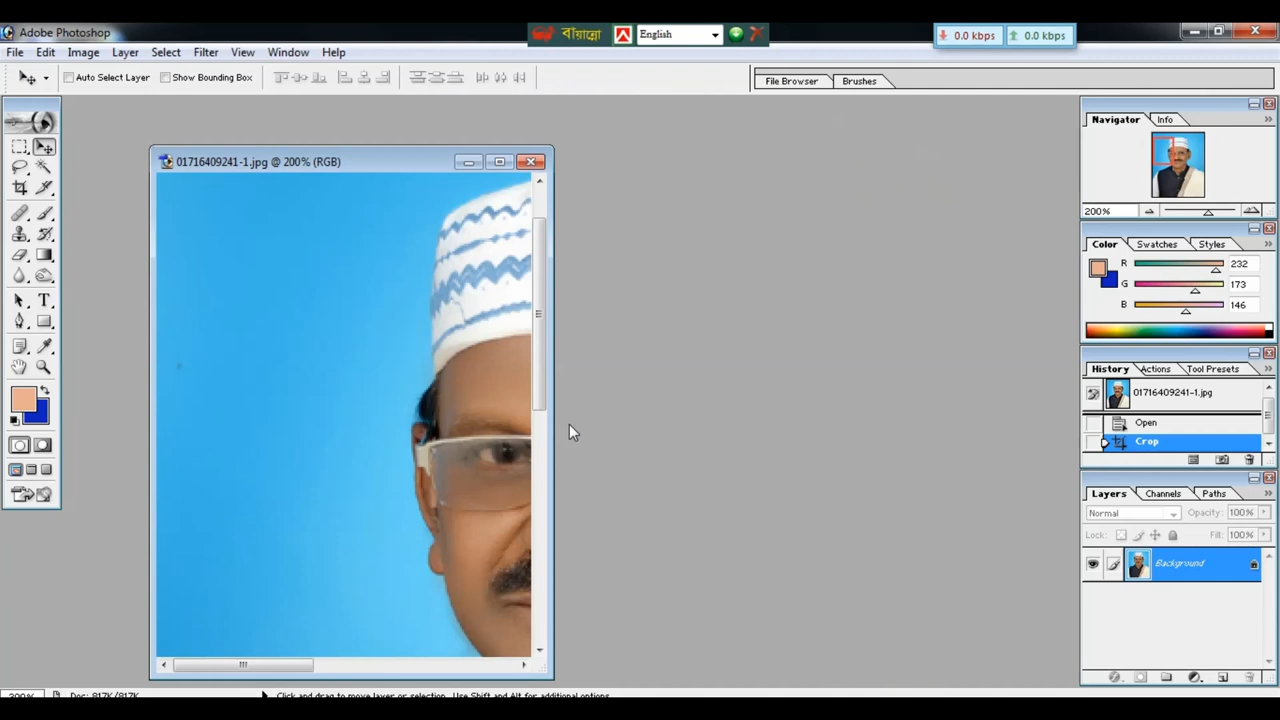 Adobe Photoshop
বাঁয়ান্নো
English
0.0 kbps
0.0 kbps
File Edit Image Layer Select Filter View Window Help
Auto Select Layer
Show Bounding Box
File Browser
Brushes
Navigator
Info
01716409241-1.jpg @ 200% (RGB)
200%
Color
Swatches
Styles
R
232
G
173
B
146
History
Actions
Tool Presets
01716409241-1.jpg
Open
Crop
Layers
Channels
Paths
Normal
Opacity: 100%
Lock:
Fill: 100%
Background
200%
Doc: 817K/817K
Click and drag to move layer or selection. Use Shift and Alt for additional options.